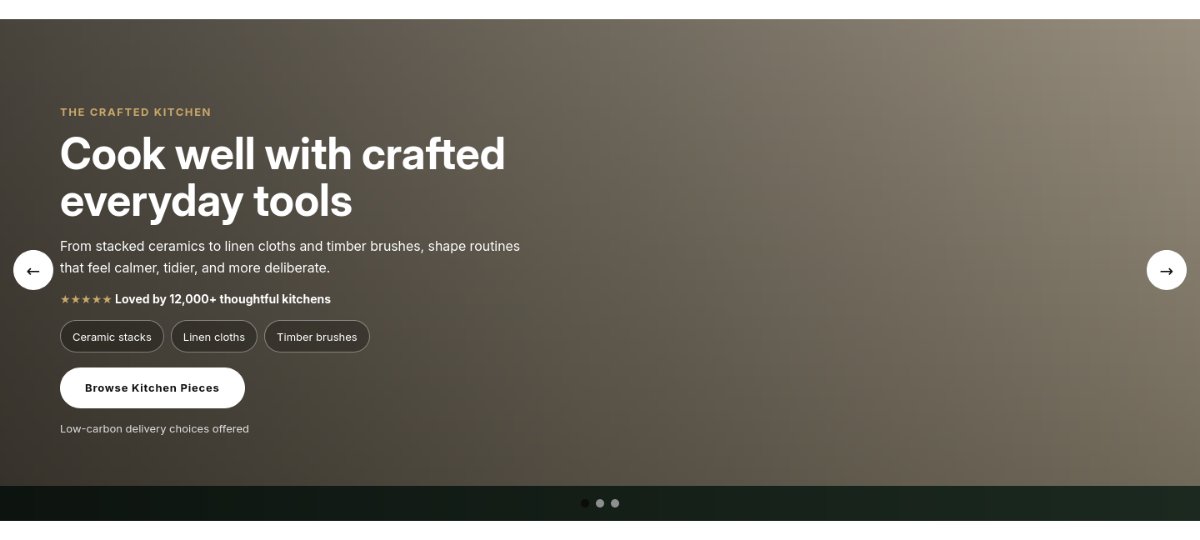 THE CRAFTED KITCHEN
Cook well with crafted
everyday tools
From stacked ceramics to linen cloths and timber brushes, shape routines
that feel calmer, tidier, and more deliberate.
★★★★★ Loved by 12,000+ thoughtful kitchens
Ceramic stacks Linen cloths Timber brushes
Browse Kitchen Pieces
Low-carbon delivery choices offered